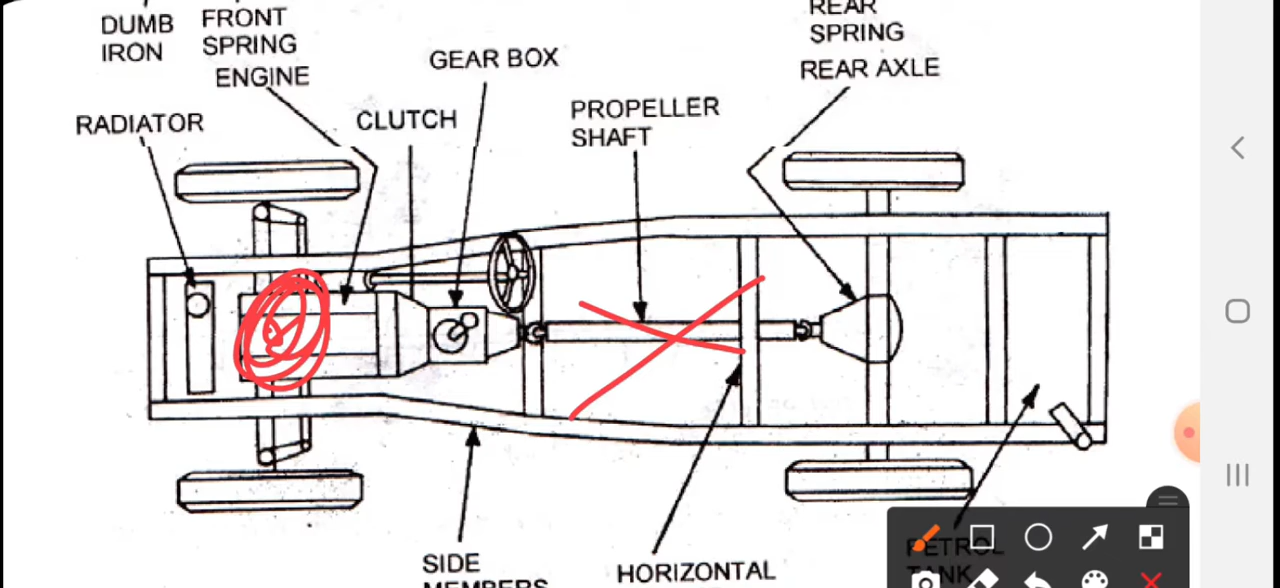 DUMB
IRON
FRONT
SPRING
ENGINE
GEAR BOX
REAR
SPRING
REAR AXLE
RADIATOR
CLUTCH
PROPELLER
SHAFT
SIDE
MEMBERS
HORIZONTAL
PETROL
TANK